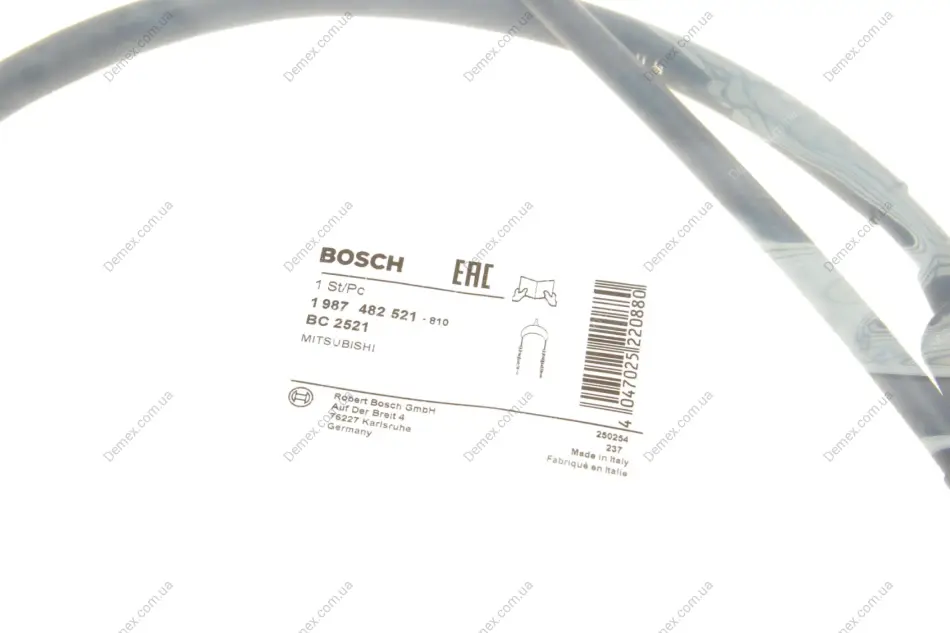 BOSCH
EAC
1 St/Pc
1 987 482 521 - 810
BC 2521
MITSUBISHI
4 047025 220880
Robert Bosch GmbH
Auf Der Breit 4
76227 Karlsruhe
Germany
250254
237
Made in Italy
Fabriqué en Italie
Demex.com.ua